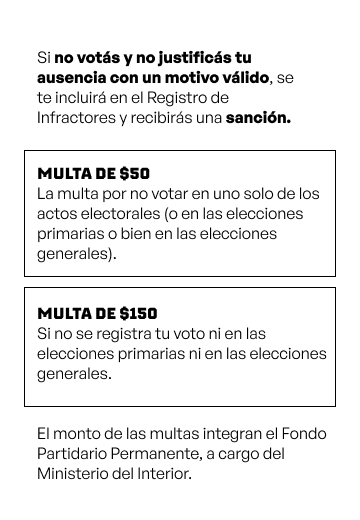 Si no votás y no justificás tu
ausencia con un motivo válido, se
te incluirá en el Registro de
Infractores y recibirás una sanción.
MULTA DE $50
La multa por no votar en uno solo de los
actos electorales (o en las elecciones
primarias o bien en las elecciones
generales).
MULTA DE $150
Si no se registra tu voto ni en las
elecciones primarias ni en las elecciones
generales.
El monto de las multas integran el Fondo
Partidario Permanente, a cargo del
Ministerio del Interior.